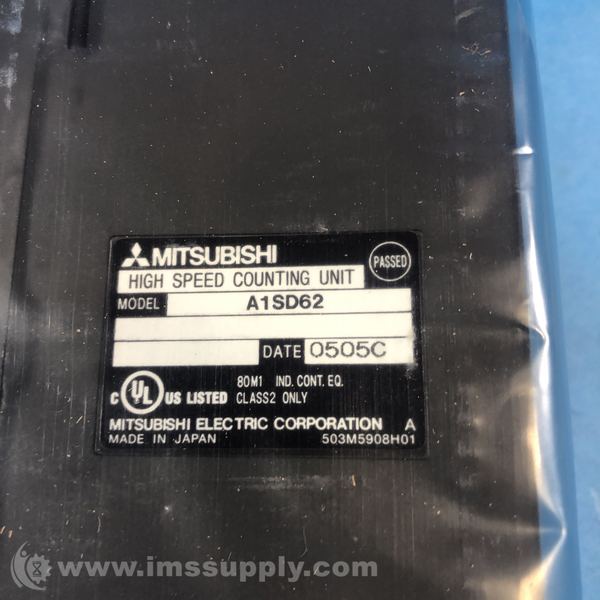 MITSUBISHI
PASSED
HIGH SPEED COUNTING UNIT
MODEL A1SD62
DATE 0505C
C UL US LISTED
80M1 IND. CONT. EQ.
CLASS2 ONLY
MITSUBISHI ELECTRIC CORPORATION A
MADE IN JAPAN 503M5908H01
www.imssupply.com